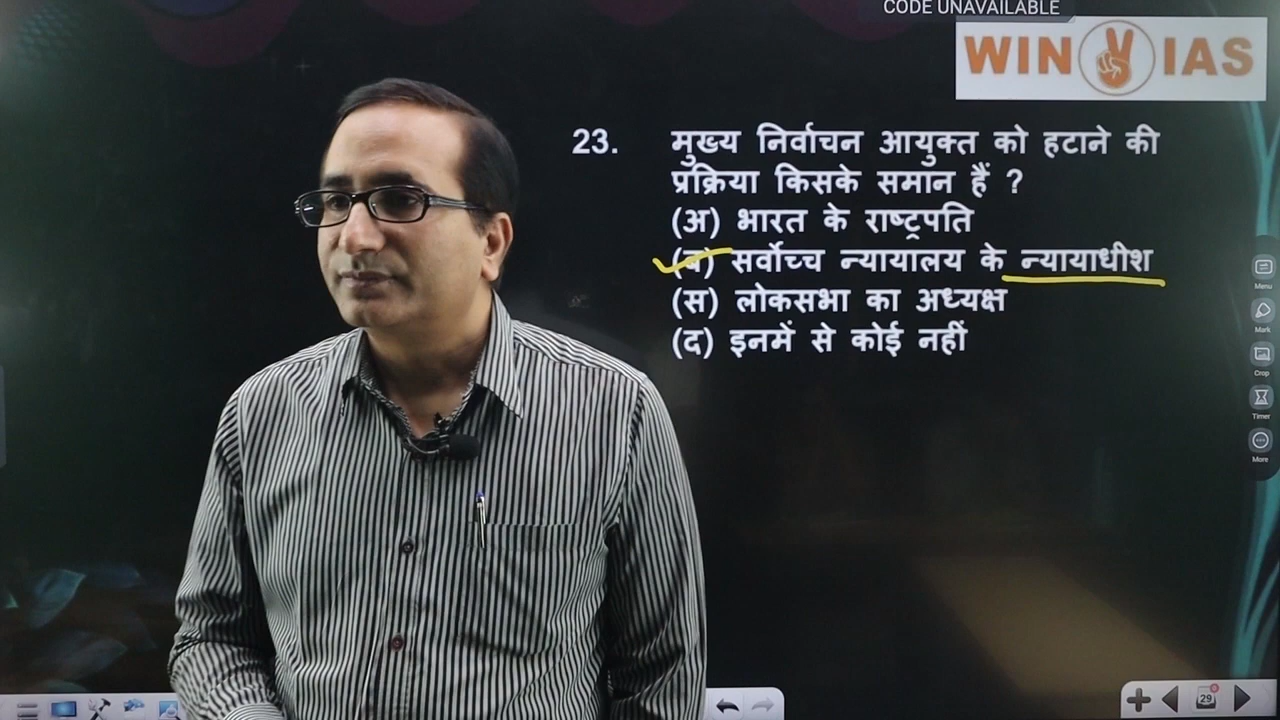 CODE UNAVAILABLE
WIN IAS
23. मुख्य निर्वाचन आयुक्त को हटाने की
प्रक्रिया किसके समान हैं ?
(अ) भारत के राष्ट्रपति
(ब) सर्वोच्च न्यायालय के न्यायाधीश
(स) लोकसभा का अध्यक्ष
(द) इनमें से कोई नहीं
Menu
Mark
Crop
Timer
More
29